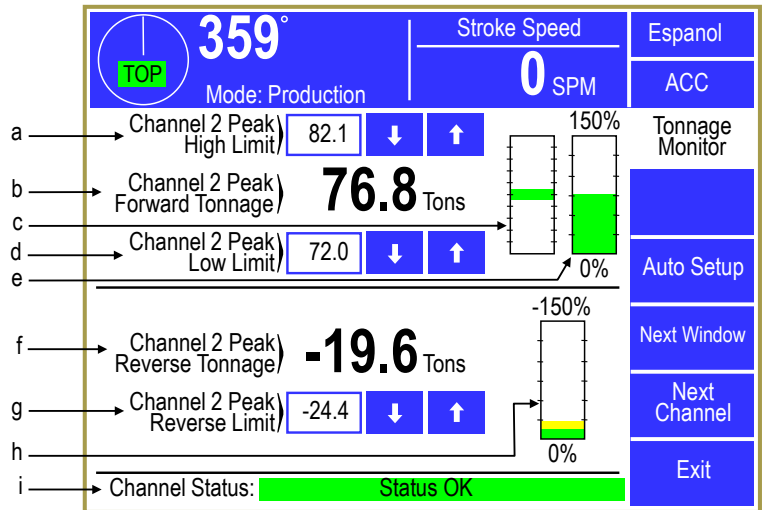 359°
TOP
Mode: Production
Stroke Speed
0 SPM
Espanol
ACC
a
Channel 2 Peak
High Limit)
82.1
150%
Tonnage
Monitor
b
Channel 2 Peak
Forward Tonnage)
76.8 Tons
c
d
Channel 2 Peak
Low Limit)
72.0
e
0%
Auto Setup
-150%
f
Channel 2 Peak
Reverse Tonnage)
-19.6 Tons
Next Window
g
Channel 2 Peak
Reverse Limit)
-24.4
Next
Channel
h
0%
Exit
i
Channel Status:
Status OK